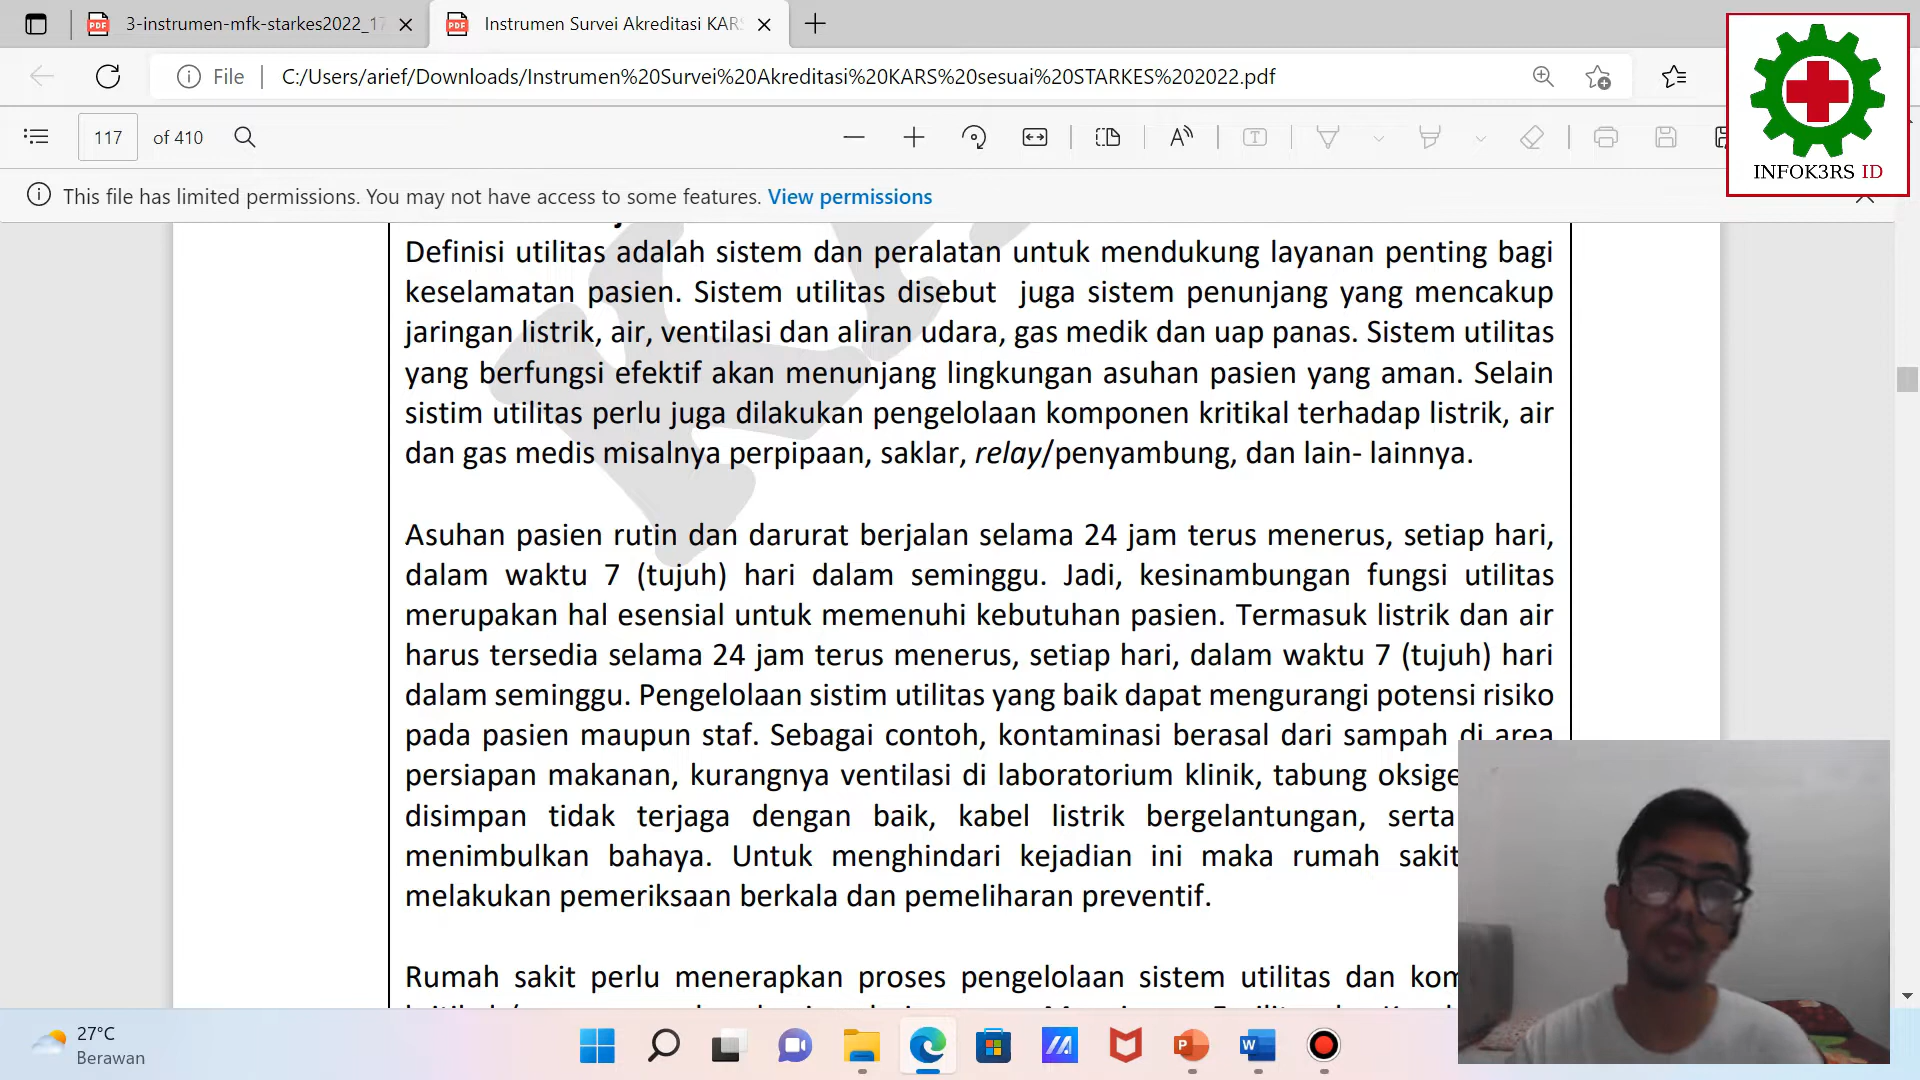 3-instrumen-mfk-starkes2022_17
Instrumen Survei Akreditasi KARS
File
C:/Users/arief/Downloads/Instrumen%20Survei%20Akreditasi%20KARS%20sesuai%20STARKES%202022.pdf
117 of 410
INFOK3RS ID
This file has limited permissions. You may not have access to some features. View permissions
Definisi utilitas adalah sistem dan peralatan untuk mendukung layanan penting bagi
keselamatan pasien. Sistem utilitas disebut juga sistem penunjang yang mencakup
jaringan listrik, air, ventilasi dan aliran udara, gas medik dan uap panas. Sistem utilitas
yang berfungsi efektif akan menunjang lingkungan asuhan pasien yang aman. Selain
sistim utilitas perlu juga dilakukan pengelolaan komponen kritikal terhadap listrik, air
dan gas medis misalnya perpipaan, saklar, relay/penyambung, dan lain- lainnya.
Asuhan pasien rutin dan darurat berjalan selama 24 jam terus menerus, setiap hari,
dalam waktu 7 (tujuh) hari dalam seminggu. Jadi, kesinambungan fungsi utilitas
merupakan hal esensial untuk memenuhi kebutuhan pasien. Termasuk listrik dan air
harus tersedia selama 24 jam terus menerus, setiap hari, dalam waktu 7 (tujuh) hari
dalam seminggu. Pengelolaan sistim utilitas yang baik dapat mengurangi potensi risiko
pada pasien maupun staf. Sebagai contoh, kontaminasi berasal dari sampah di area
persiapan makanan, kurangnya ventilasi di laboratorium klinik, tabung oksige
disimpan tidak terjaga dengan baik, kabel listrik bergelantungan, serta
menimbulkan bahaya. Untuk menghindari kejadian ini maka rumah sakit
melakukan pemeriksaan berkala dan pemeliharan preventif.
Rumah sakit perlu menerapkan proses pengelolaan sistem utilitas dan kom
27°C
Berawan